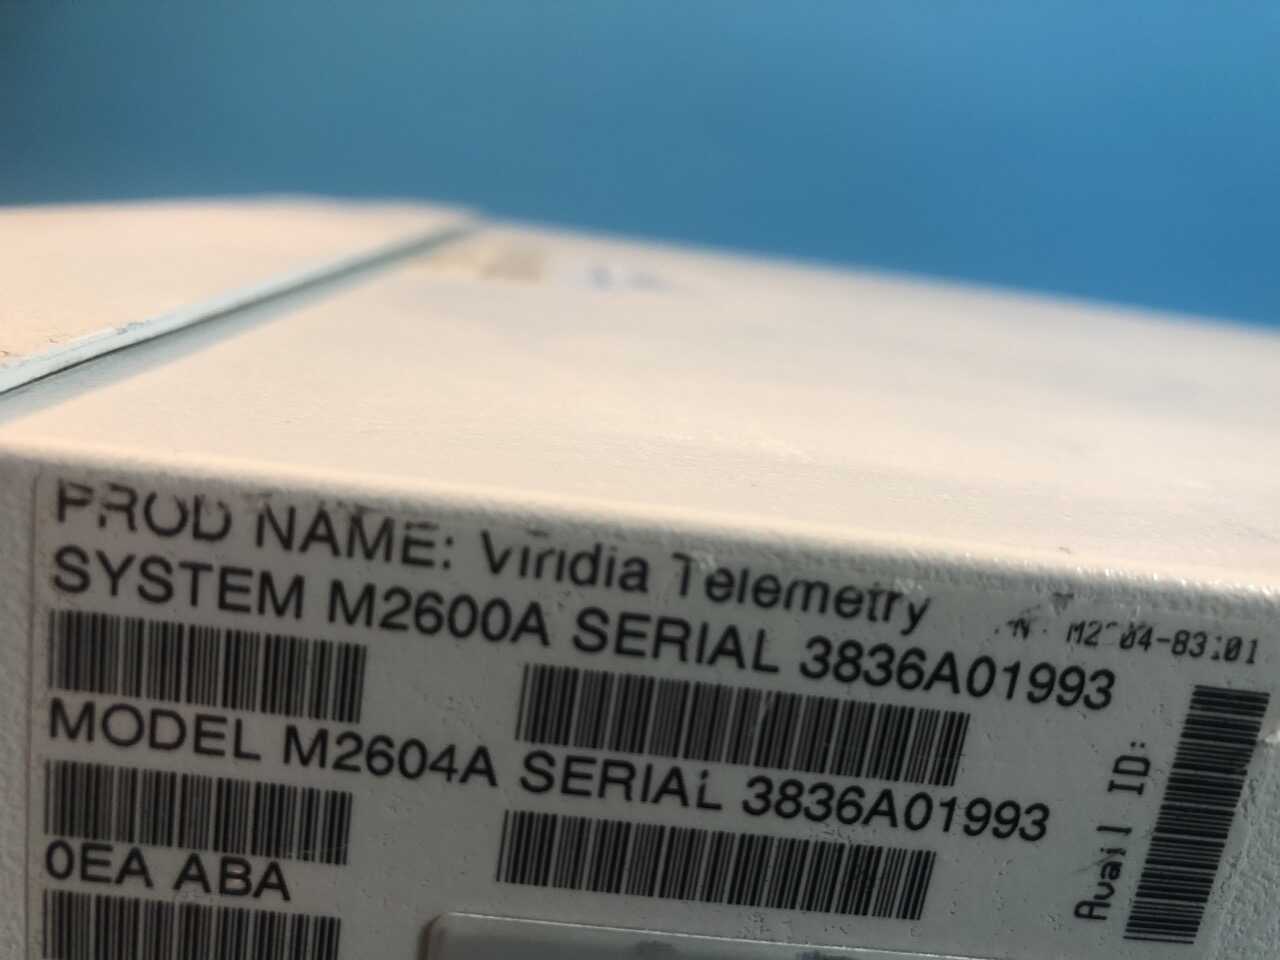 PROD NAME: Viridia Telemetry
SYSTEM M2600A SERIAL 3836A01993
MODEL M2604A SERIAL 3836A01993
0EA ABA
Avail ID: